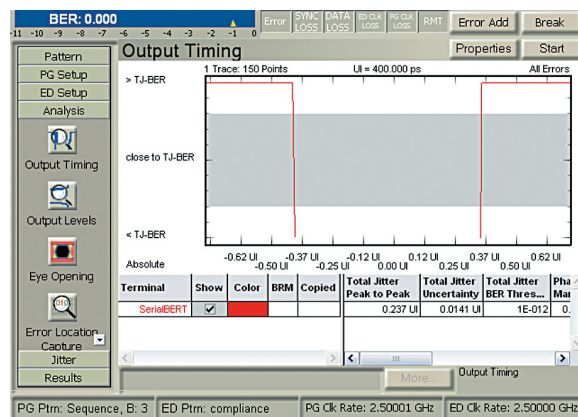 BER: 0.000
-11 -10 -9 -8 -7 -6 -5 -4 -3 -2 -1 0
Error
SYNC LOSS
DATA LOSS
ED CLK LOSS
PG CLK LOSS
RMT
Error Add
Break
Output Timing
Properties
Start
Pattern
PG Setup
ED Setup
Analysis
Output Timing
Output Levels
Eye Opening
010
Error Location
Capture
Jitter
Results
1 Trace: 150 Points
UI = 400.000 ps
All Errors
> TJ-BER
close to TJ-BER
< TJ-BER
Absolute
-0.62 UI -0.37 UI -0.12 UI 0.12 UI 0.37 UI 0.62 UI
-0.50 UI -0.25 UI 0.00 UI 0.25 UI 0.50 UI
Terminal Show Color BRM Copied
Total Jitter Peak to Peak
Total Jitter Uncertainty
Total Jitter BER Thres...
Pha
Mar
SerialBERT
0.237 UI 0.0141 UI 1E-012 0.
More...
Output Timing
PG Ptrn: Sequence, B: 3
ED Ptrn: compliance
PG Clk Rate: 2.50001 GHz
ED Clk Rate: 2.50000 GHz